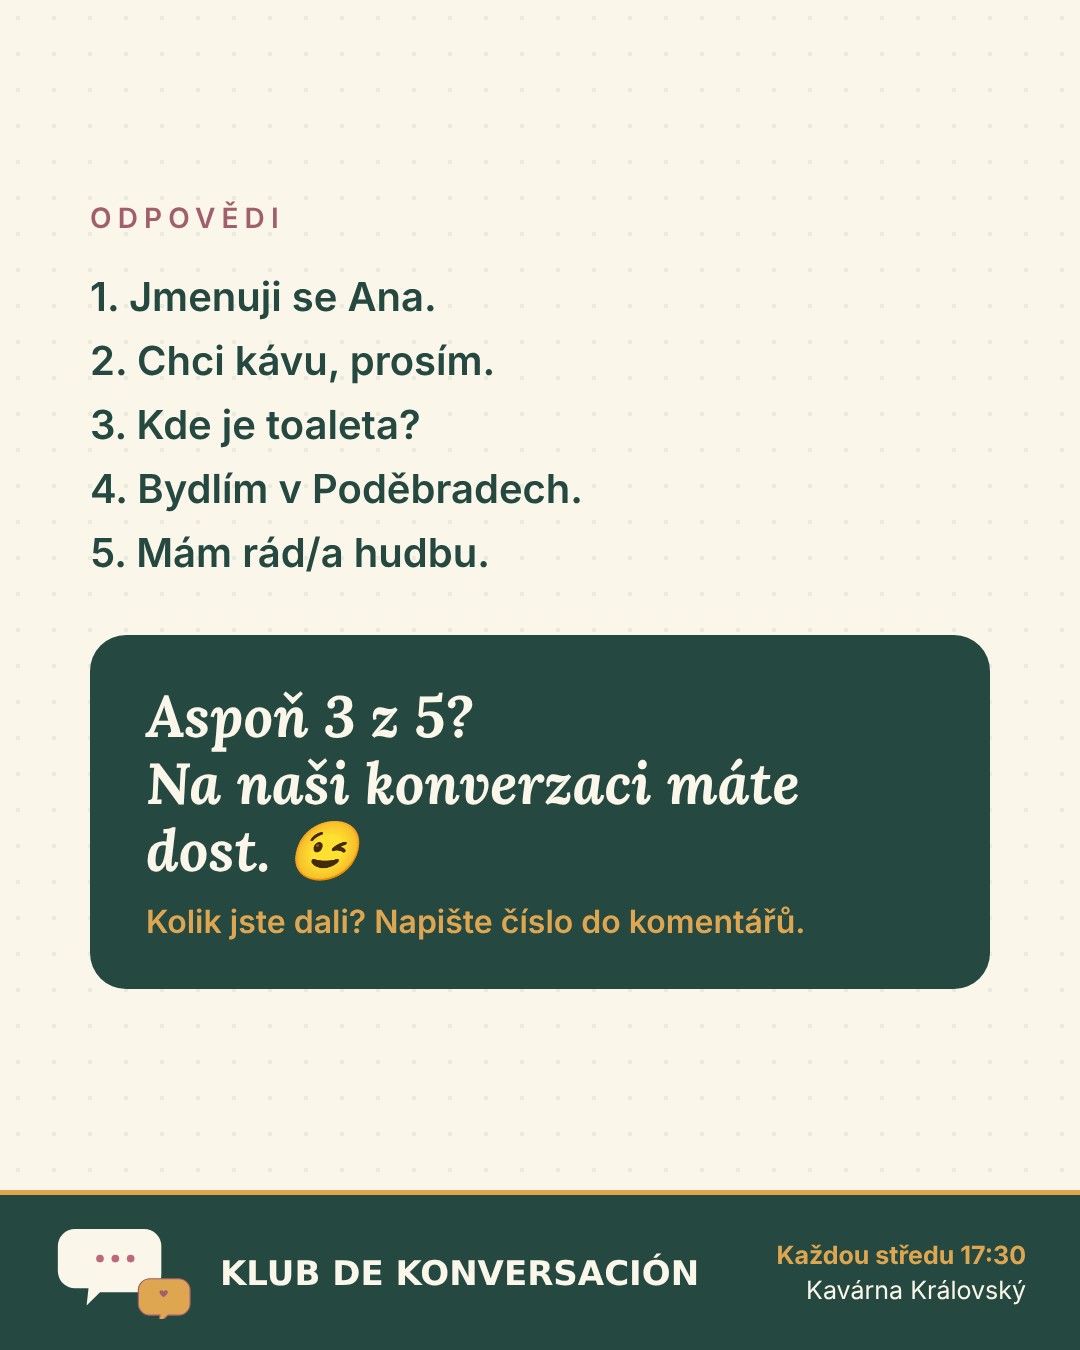 ODPOVĚDI
1. Jmenuji se Ana.
2. Chci kávu, prosím.
3. Kde je toaleta?
4. Bydlím v Poděbradech.
5. Mám rád/a hudbu.
Aspoň 3 z 5?
Na naši konverzaci máte
dost. 😉
Kolik jste dali? Napište číslo do komentářů.
KLUB DE KONVERSACIÓN
Každou středu 17:30
Kavárna Královský